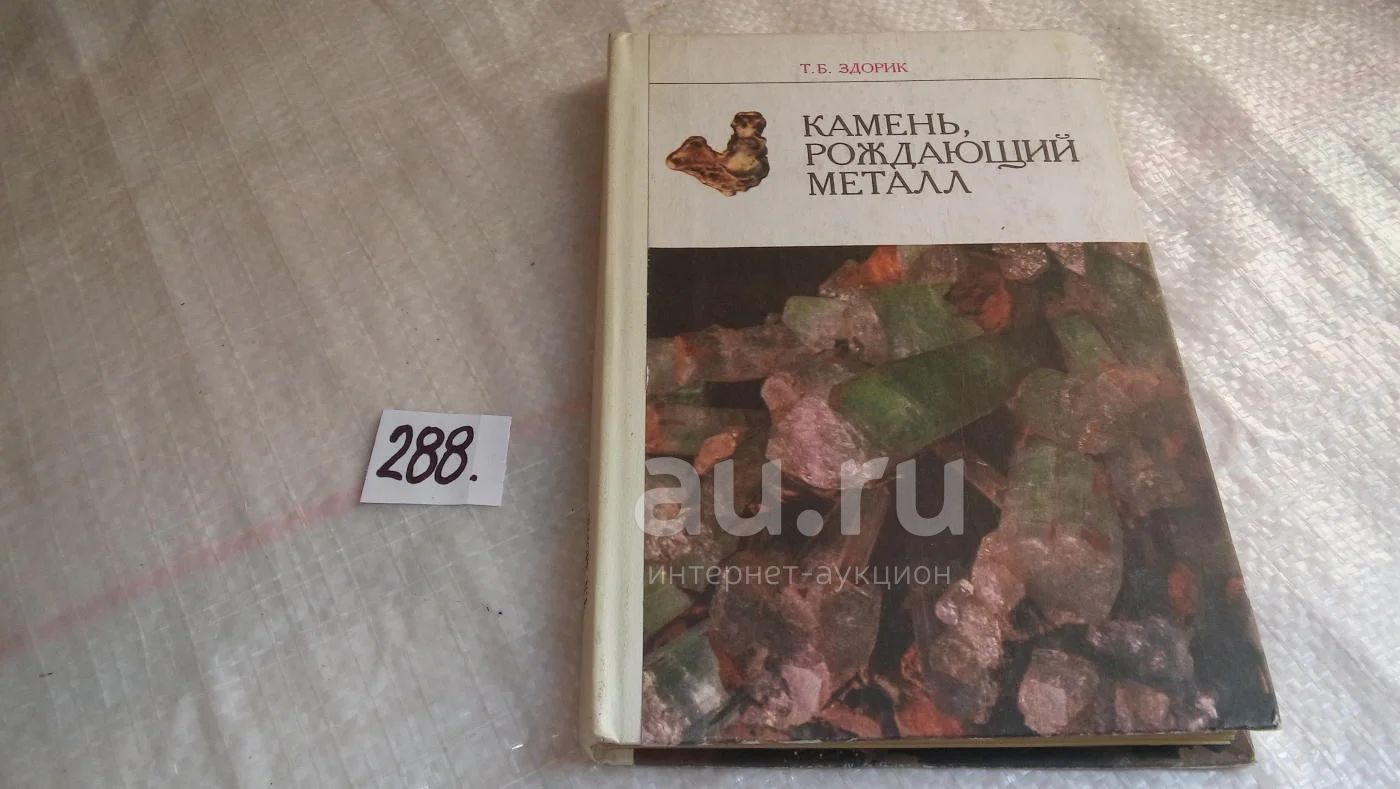 Т.Б. ЗДОРИК
КАМЕНЬ,
РОЖДАЮЩИЙ
МЕТАЛЛ
288.
au.ru
интернет-аукцион